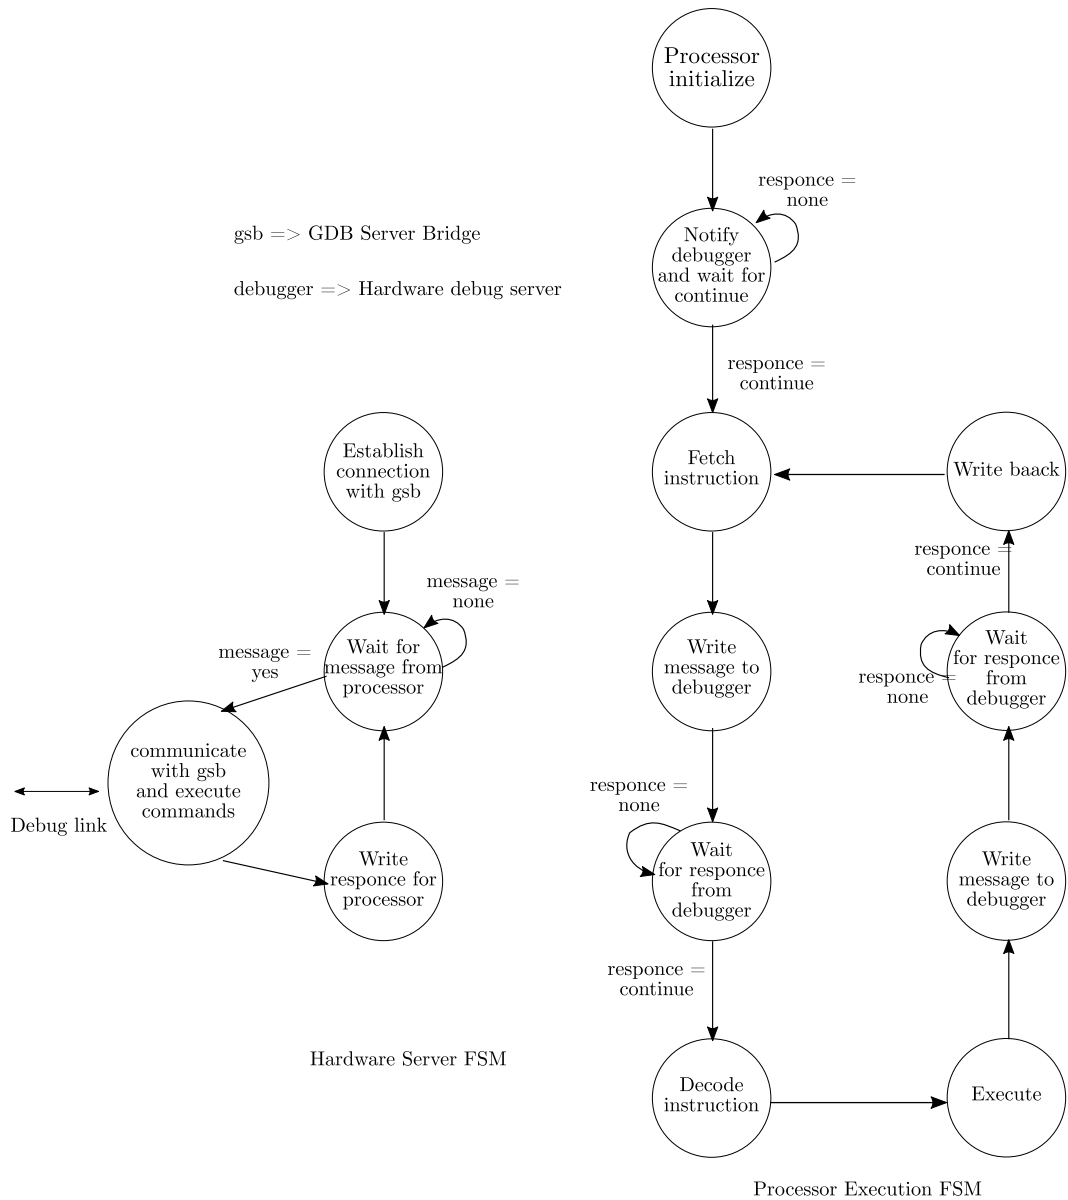 Processor
initialize
responce =
none
Notify
debugger
and wait for
continue
gsb => GDB Server Bridge
debugger => Hardware debug server
responce =
continue
Establish
connection
with gsb
Fetch
instruction
Write baack
responce =
continue
message =
none
Wait for
message from
processor
message =
yes
Write
message to
debugger
Wait
for responce
from
debugger
responce =
none
communicate
with gsb
and execute
commands
Debug link
responce =
none
Write
responce for
processor
Wait
for responce
from
debugger
Write
message to
debugger
responce =
continue
Hardware Server FSM
Decode
instruction
Execute
Processor Execution FSM